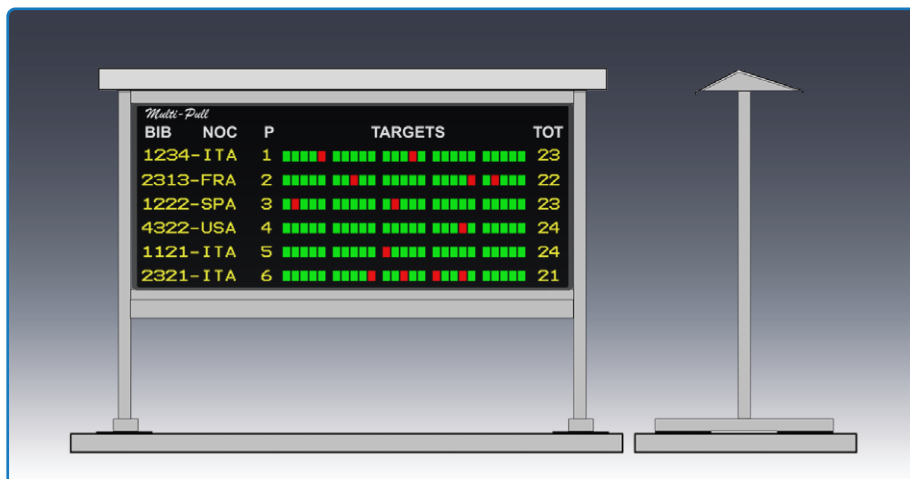 Multi-Pull
BIB NOC P TARGETS TOT
1234-ITA 1 23
2313-FRA 2 22
1222-SPA 3 23
4322-USA 4 24
1121-ITA 5 24
2321-ITA 6 21